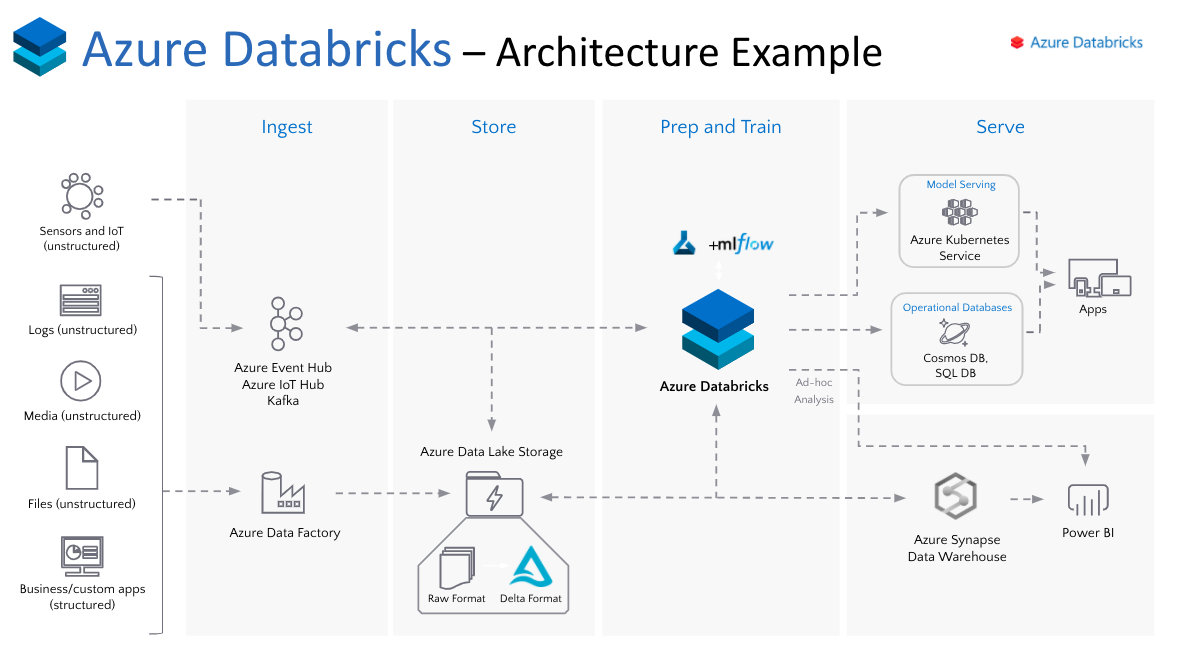 Azure Databricks – Architecture Example
Azure Databricks
Ingest
Store
Prep and Train
Serve
Sensors and IoT
(unstructured)
Logs (unstructured)
Media (unstructured)
Files (unstructured)
Business/custom apps
(structured)
Azure Event Hub
Azure IoT Hub
Kafka
Azure Data Factory
Azure Data Lake Storage
Raw Format
Delta Format
+mlflow
Azure Databricks
Ad-hoc
Analysis
Model Serving
Azure Kubernetes
Service
Operational Databases
Cosmos DB,
SQL DB
Apps
Azure Synapse
Data Warehouse
Power BI